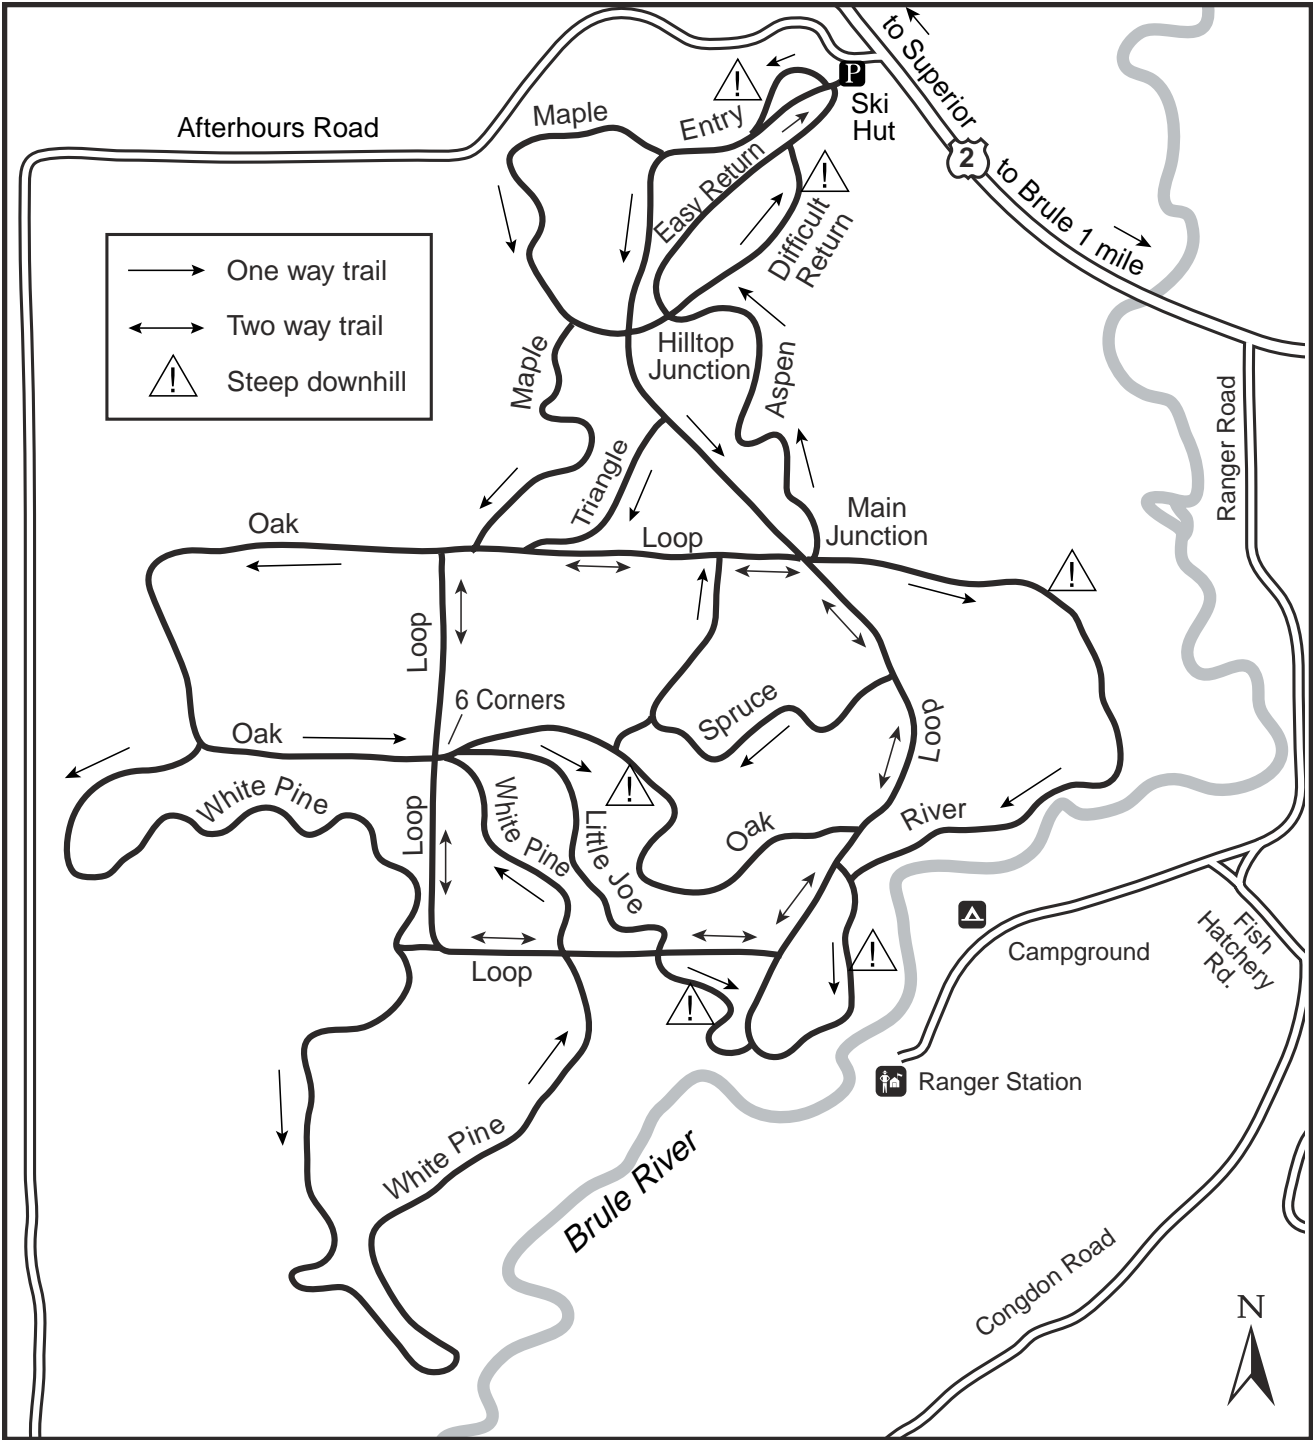 to Superior
P
Ski
Hut
Entry
Maple
Afterhours Road
2
to Brule 1 mile
Easy Return
Difficult
Return
One way trail
Two way trail
Steep downhill
!
!
!
Hilltop
Junction
Maple
Aspen
Ranger Road
Triangle
Oak
Loop
Main
Junction
!
Loop
6 Corners
Spruce
Loop
Oak
White Pine
Loop
White Pine
Little Joe
!
Oak
River
Fish
Hatchery
Rd.
Campground
!
Loop
!
Ranger Station
White Pine
Brule River
Congdon Road
N